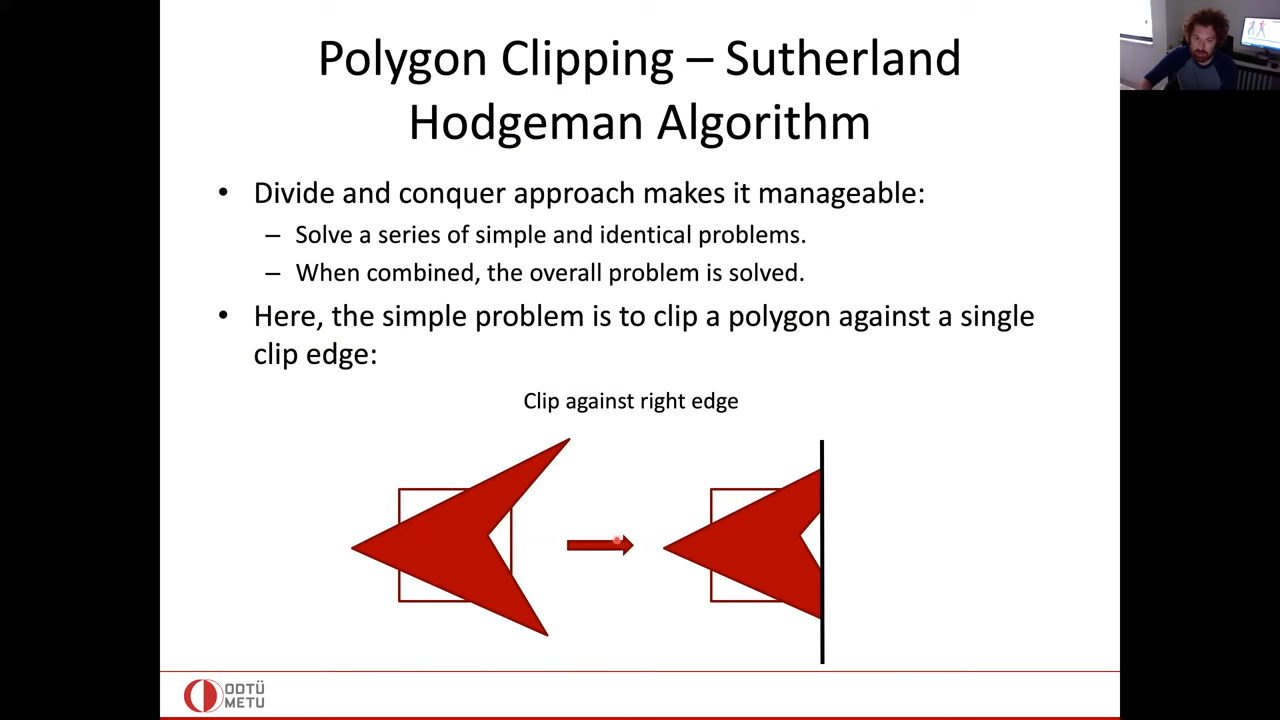 Polygon Clipping – Sutherland
Hodgeman Algorithm
• Divide and conquer approach makes it manageable:
– Solve a series of simple and identical problems.
– When combined, the overall problem is solved.
• Here, the simple problem is to clip a polygon against a single
clip edge:
Clip against right edge
ODTÜ
METU